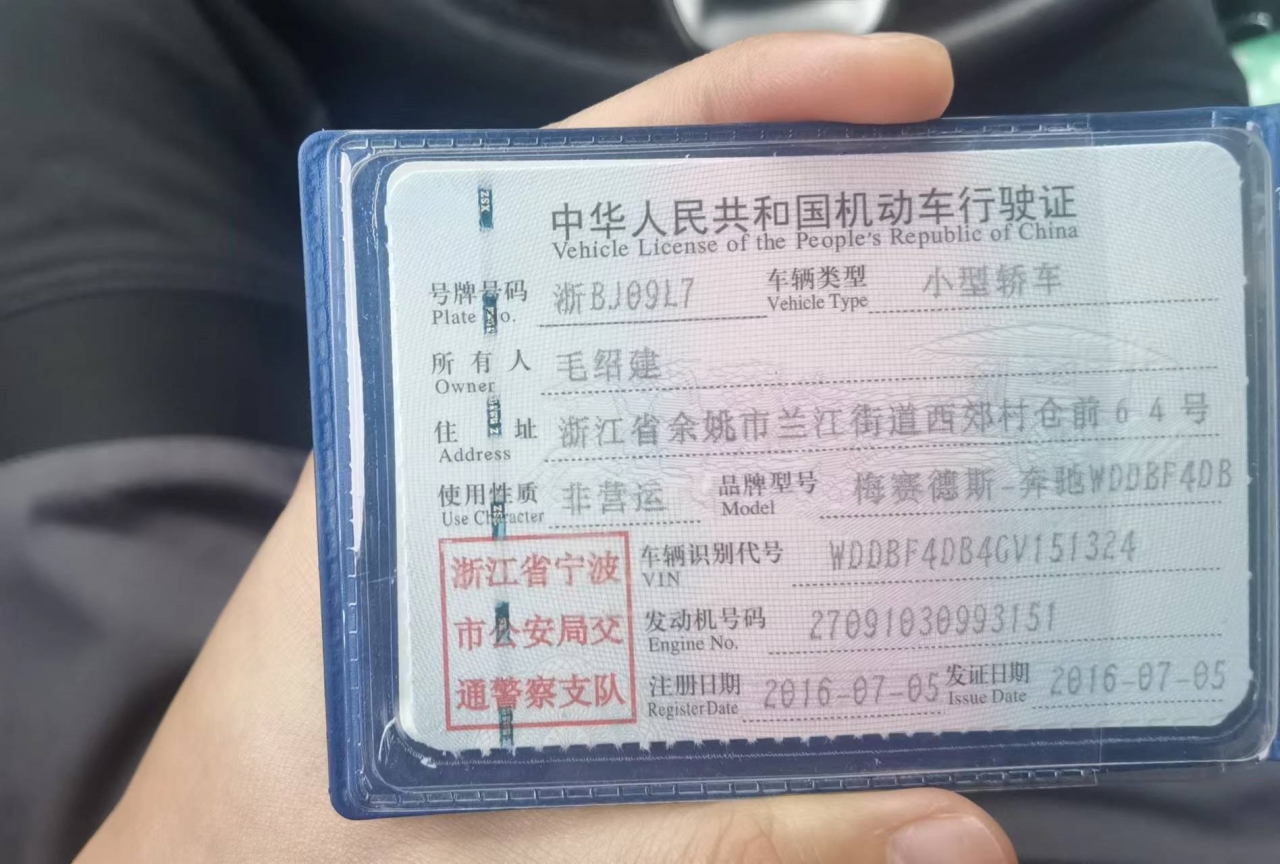 中华人民共和国机动车行驶证
Vehicle License of the People's Republic of China
号牌号码 浙BJ09L7 车辆类型 小型轿车
Plate No. Vehicle Type
所有人 毛绍建
Owner
住址 浙江省余姚市兰江街道西郊村仓前64号
Address
使用性质 非营运 品牌型号 梅赛德斯-奔驰WDDBF4DB
Use Character Model
浙江省宁波
市公安局交
通警察支队
车辆识别代号 WDDBF4DB4GV151324
VIN
发动机号码 27091030993151
Engine No.
注册日期 2016-07-05 发证日期 2016-07-05
Register Date Issue Date